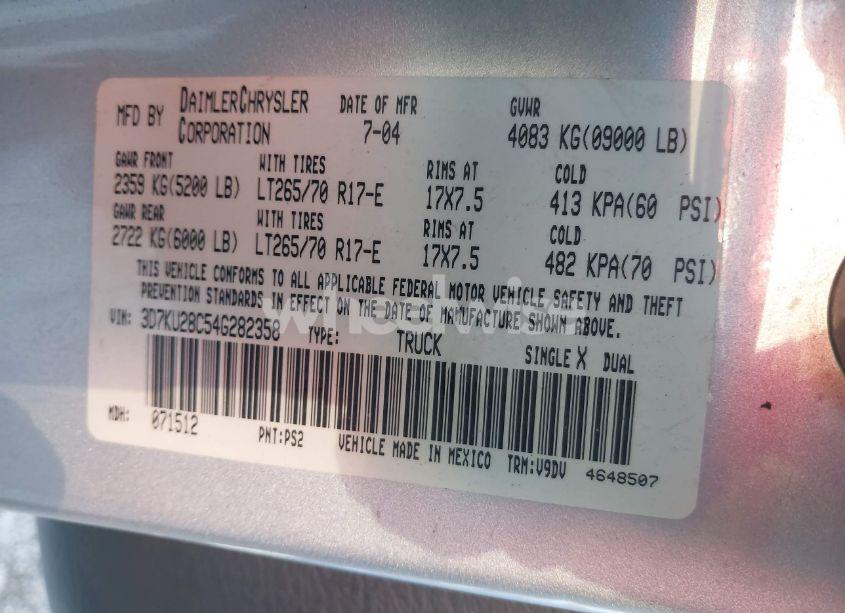 MFD BY DAIMLERCHRYSLER CORPORATION DATE OF MFR 7-04 GVWR 4083 KG(09000 LB)
GAWR FRONT WITH TIRES RIMS AT COLD
2359 KG(5200 LB) LT265/70 R17-E 17X7.5 413 KPA(60 PSI)
GAWR REAR WITH TIRES RIMS AT COLD
2722 KG(6000 LB) LT265/70 R17-E 17X7.5 482 KPA(70 PSI)
THIS VEHICLE CONFORMS TO ALL APPLICABLE FEDERAL MOTOR VEHICLE SAFETY AND THEFT
PREVENTION STANDARDS IN EFFECT ON THE DATE OF MANUFACTURE SHOWN ABOVE.
wheelwise
VIN: 3D7KU28C54G282358 TYPE: TRUCK SINGLE X DUAL
MDH: 071512 PNT:PS2 VEHICLE MADE IN MEXICO TRM:V9DV 4648507